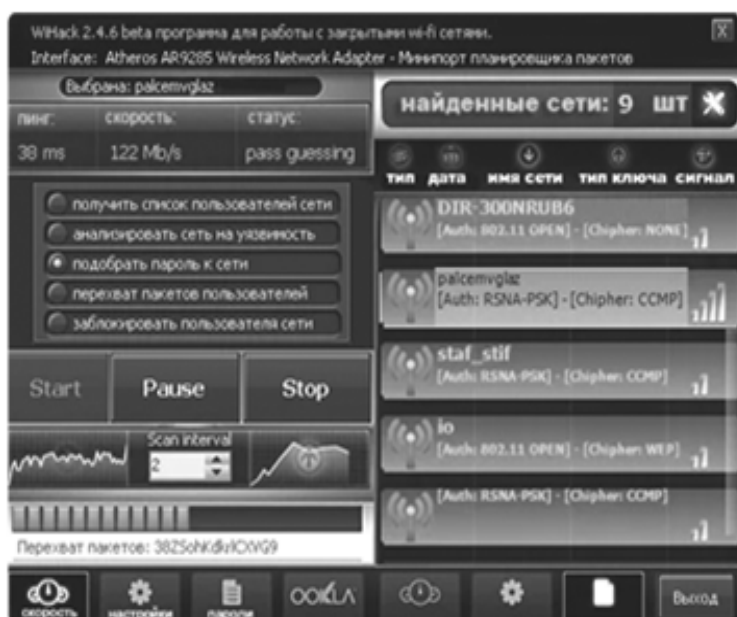 WiHack 2.4.6 beta программа для работы с закрытыми wi-fi сетями.
X
Interface: Atheros AR9285 Wireless Network Adapter - Минипорт планировщика пакетов
Выбрана: palcemvglaz
пинг:
скорость:
статус:
38 ms
122 Mb/s
pass guessing
получить список пользователей сети
анализировать сеть на уязвимость
подобрать пароль к сети
перехват пакетов пользователей
заблокировать пользователя сети
Start
Pause
Stop
Scan interval
2
Перехват пакетов:
найденные сети: 9 шт
тип
дата
имя сети
тип ключа
сигнал
DIR-300NRUB6
[Auth: 802.11 OPEN] - [Chipher: NONE]
palcemvglaz
[Auth: RSNA-PSK] - [Chipher: CCMP]
staf_stif
[Auth: RSNA-PSK] - [Chipher: CCMP]
io
[Auth: 802.11 OPEN] - [Chipher: WEP]
[Auth: RSNA-PSK] - [Chipher: CCMP]
скорость
настройки
пароли
OOKLA
Выход